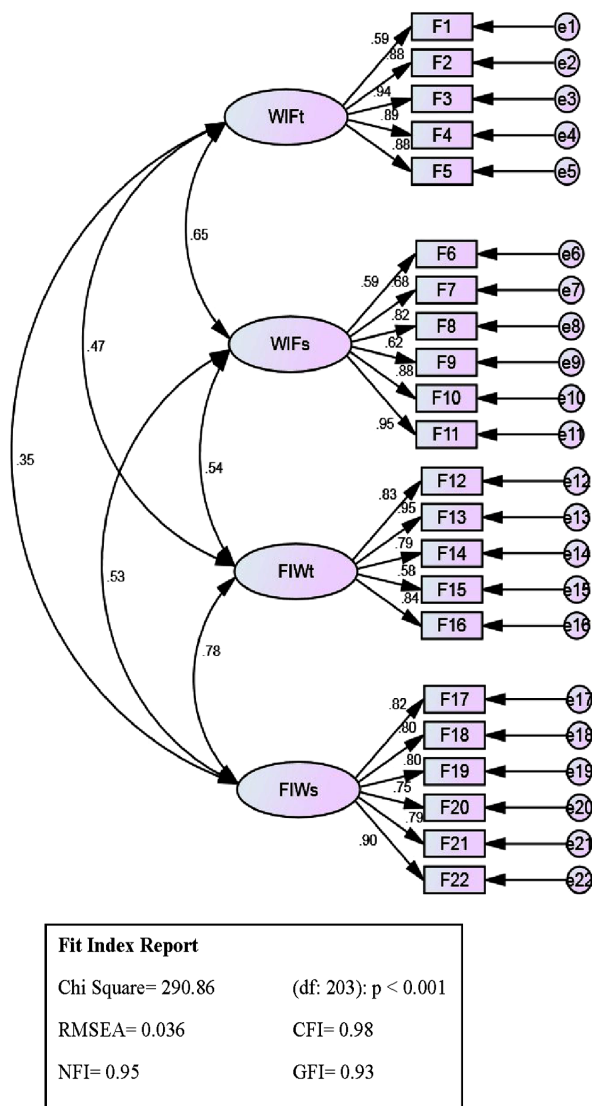 .59 F1 e1
.88 F2 e2
WIFt .94 F3 e3
.89 F4 e4
.88 F5 e5
.65
.59 F6 e6
.68 F7 e7
WIFs .82 F8 e8
.62 F9 e9
.88 F10 e10
.95 F11 e11
.47
.35
.54
.83 F12 e12
.95 F13 e13
FIWt .79 F14 e14
.58 F15 e15
.84 F16 e16
.53
.78
.82 F17 e17
.80 F18 e18
FIWs .80 F19 e19
.75 F20 e20
.79 F21 e21
.90 F22 e22
Fit Index Report
Chi Square= 290.86 (df: 203): p < 0.001
RMSEA= 0.036 CFI= 0.98
NFI= 0.95 GFI= 0.93